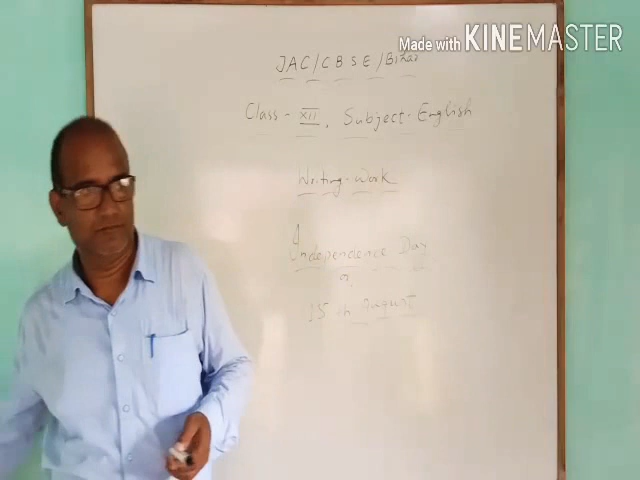 Made with KINEMASTER
JAC/CBSE/Bihar
Class - XII, Subject - English
Writing - Work
Independence Day
or
15 th August